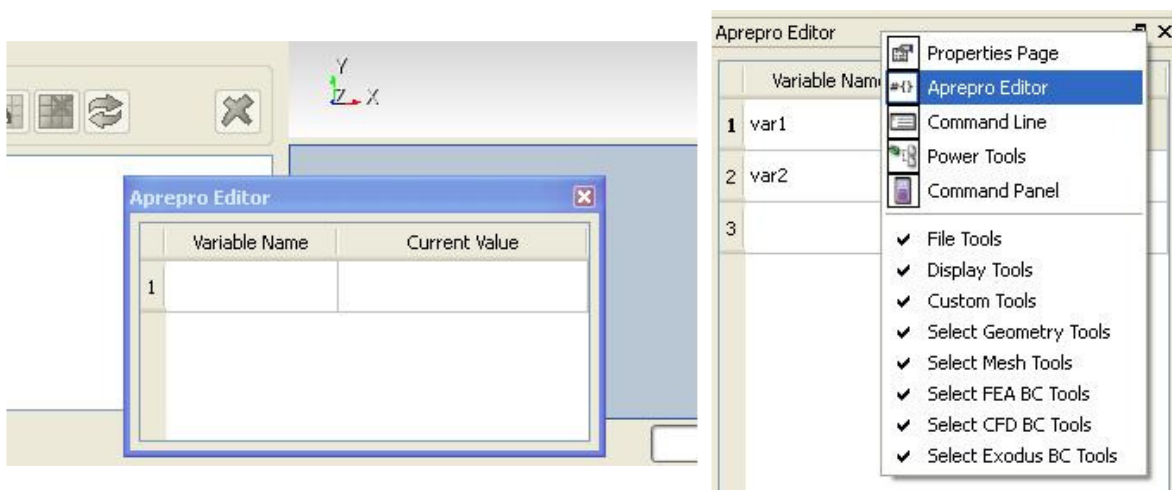 Y
Z X
Aprepro Editor
Variable Name Current Value
1
Aprepro Editor
Variable Nam
1 var1
2 var2
3
Properties Page
#{} Aprepro Editor
Command Line
Power Tools
Command Panel
File Tools
Display Tools
Custom Tools
Select Geometry Tools
Select Mesh Tools
Select FEA BC Tools
Select CFD BC Tools
Select Exodus BC Tools